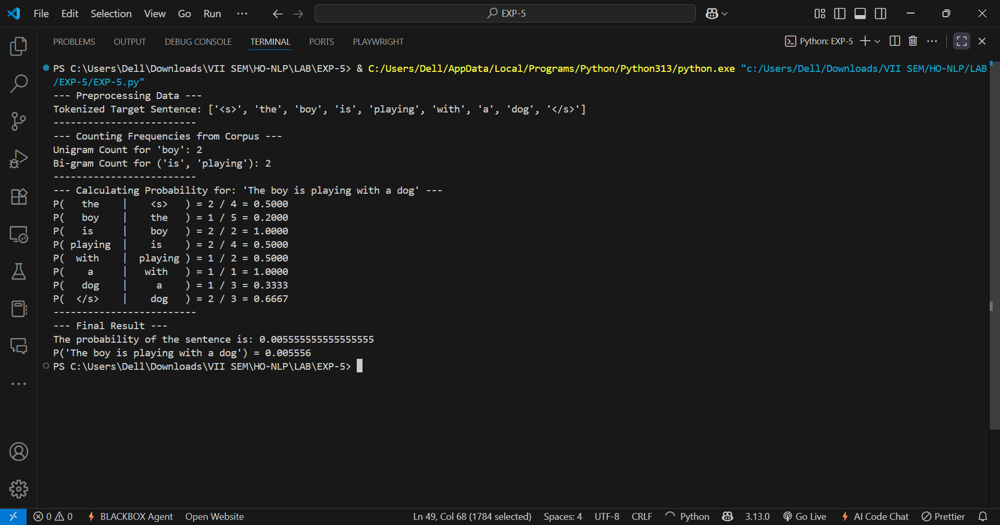 File Edit Selection View Go Run ··· EXP-5
PROBLEMS OUTPUT DEBUG CONSOLE TERMINAL PORTS PLAYWRIGHT Python: EXP-5
PS C:\Users\Dell\Downloads\VII SEM\HO-NLP\LAB\EXP-5> & C:/Users/Dell/AppData/Local/Programs/Python/Python313/python.exe "c:/Users/Dell/Downloads/VII SEM/HO-NLP/LAB
/EXP-5/EXP-5.py"
--- Preprocessing Data ---
Tokenized Target Sentence: ['<s>', 'the', 'boy', 'is', 'playing', 'with', 'a', 'dog', '</s>']
-------------------------
--- Counting Frequencies from Corpus ---
Unigram Count for 'boy': 2
Bi-gram Count for ('is', 'playing'): 2
-------------------------
--- Calculating Probability for: 'The boy is playing with a dog' ---
P(   the    |    <s>   ) = 2 / 4 = 0.5000
P(   boy    |    the   ) = 1 / 5 = 0.2000
P(   is     |    boy   ) = 2 / 2 = 1.0000
P( playing  |    is    ) = 2 / 4 = 0.5000
P(  with    |  playing ) = 1 / 2 = 0.5000
P(    a     |   with   ) = 1 / 1 = 1.0000
P(   dog    |     a    ) = 1 / 3 = 0.3333
P(  </s>    |    dog   ) = 2 / 3 = 0.6667
-------------------------
--- Final Result ---
The probability of the sentence is: 0.005555555555555555
P('The boy is playing with a dog') = 0.005556
PS C:\Users\Dell\Downloads\VII SEM\HO-NLP\LAB\EXP-5>
0 0 BLACKBOX Agent Open Website Ln 49, Col 68 (1784 selected) Spaces: 4 UTF-8 CRLF Python 3.13.0 Go Live AI Code Chat Prettier